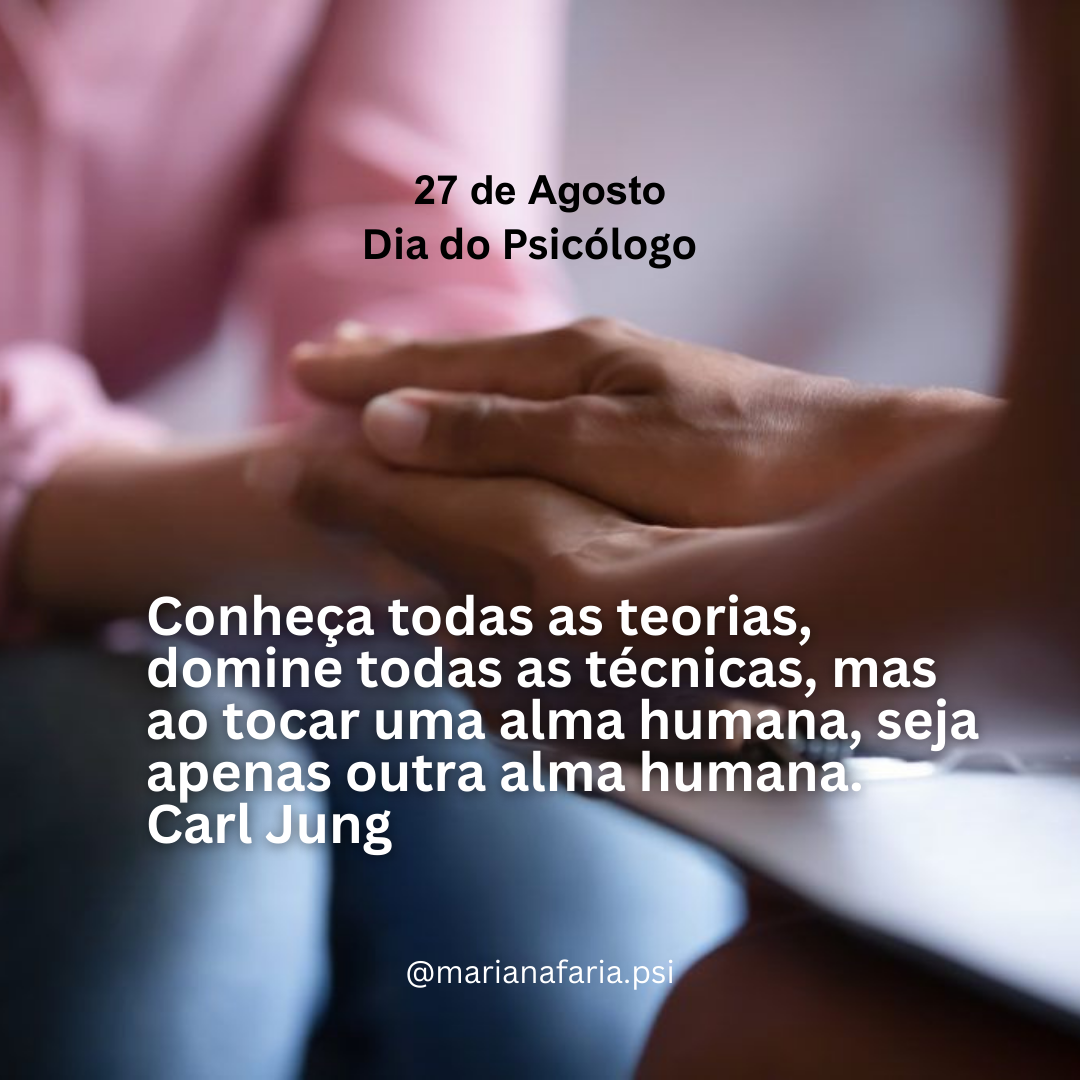 27 de Agosto
Dia do Psicólogo
Conheça todas as teorias,
domine todas as técnicas, mas
ao tocar uma alma humana, seja
apenas outra alma humana.
Carl Jung
@marianafaria.psi